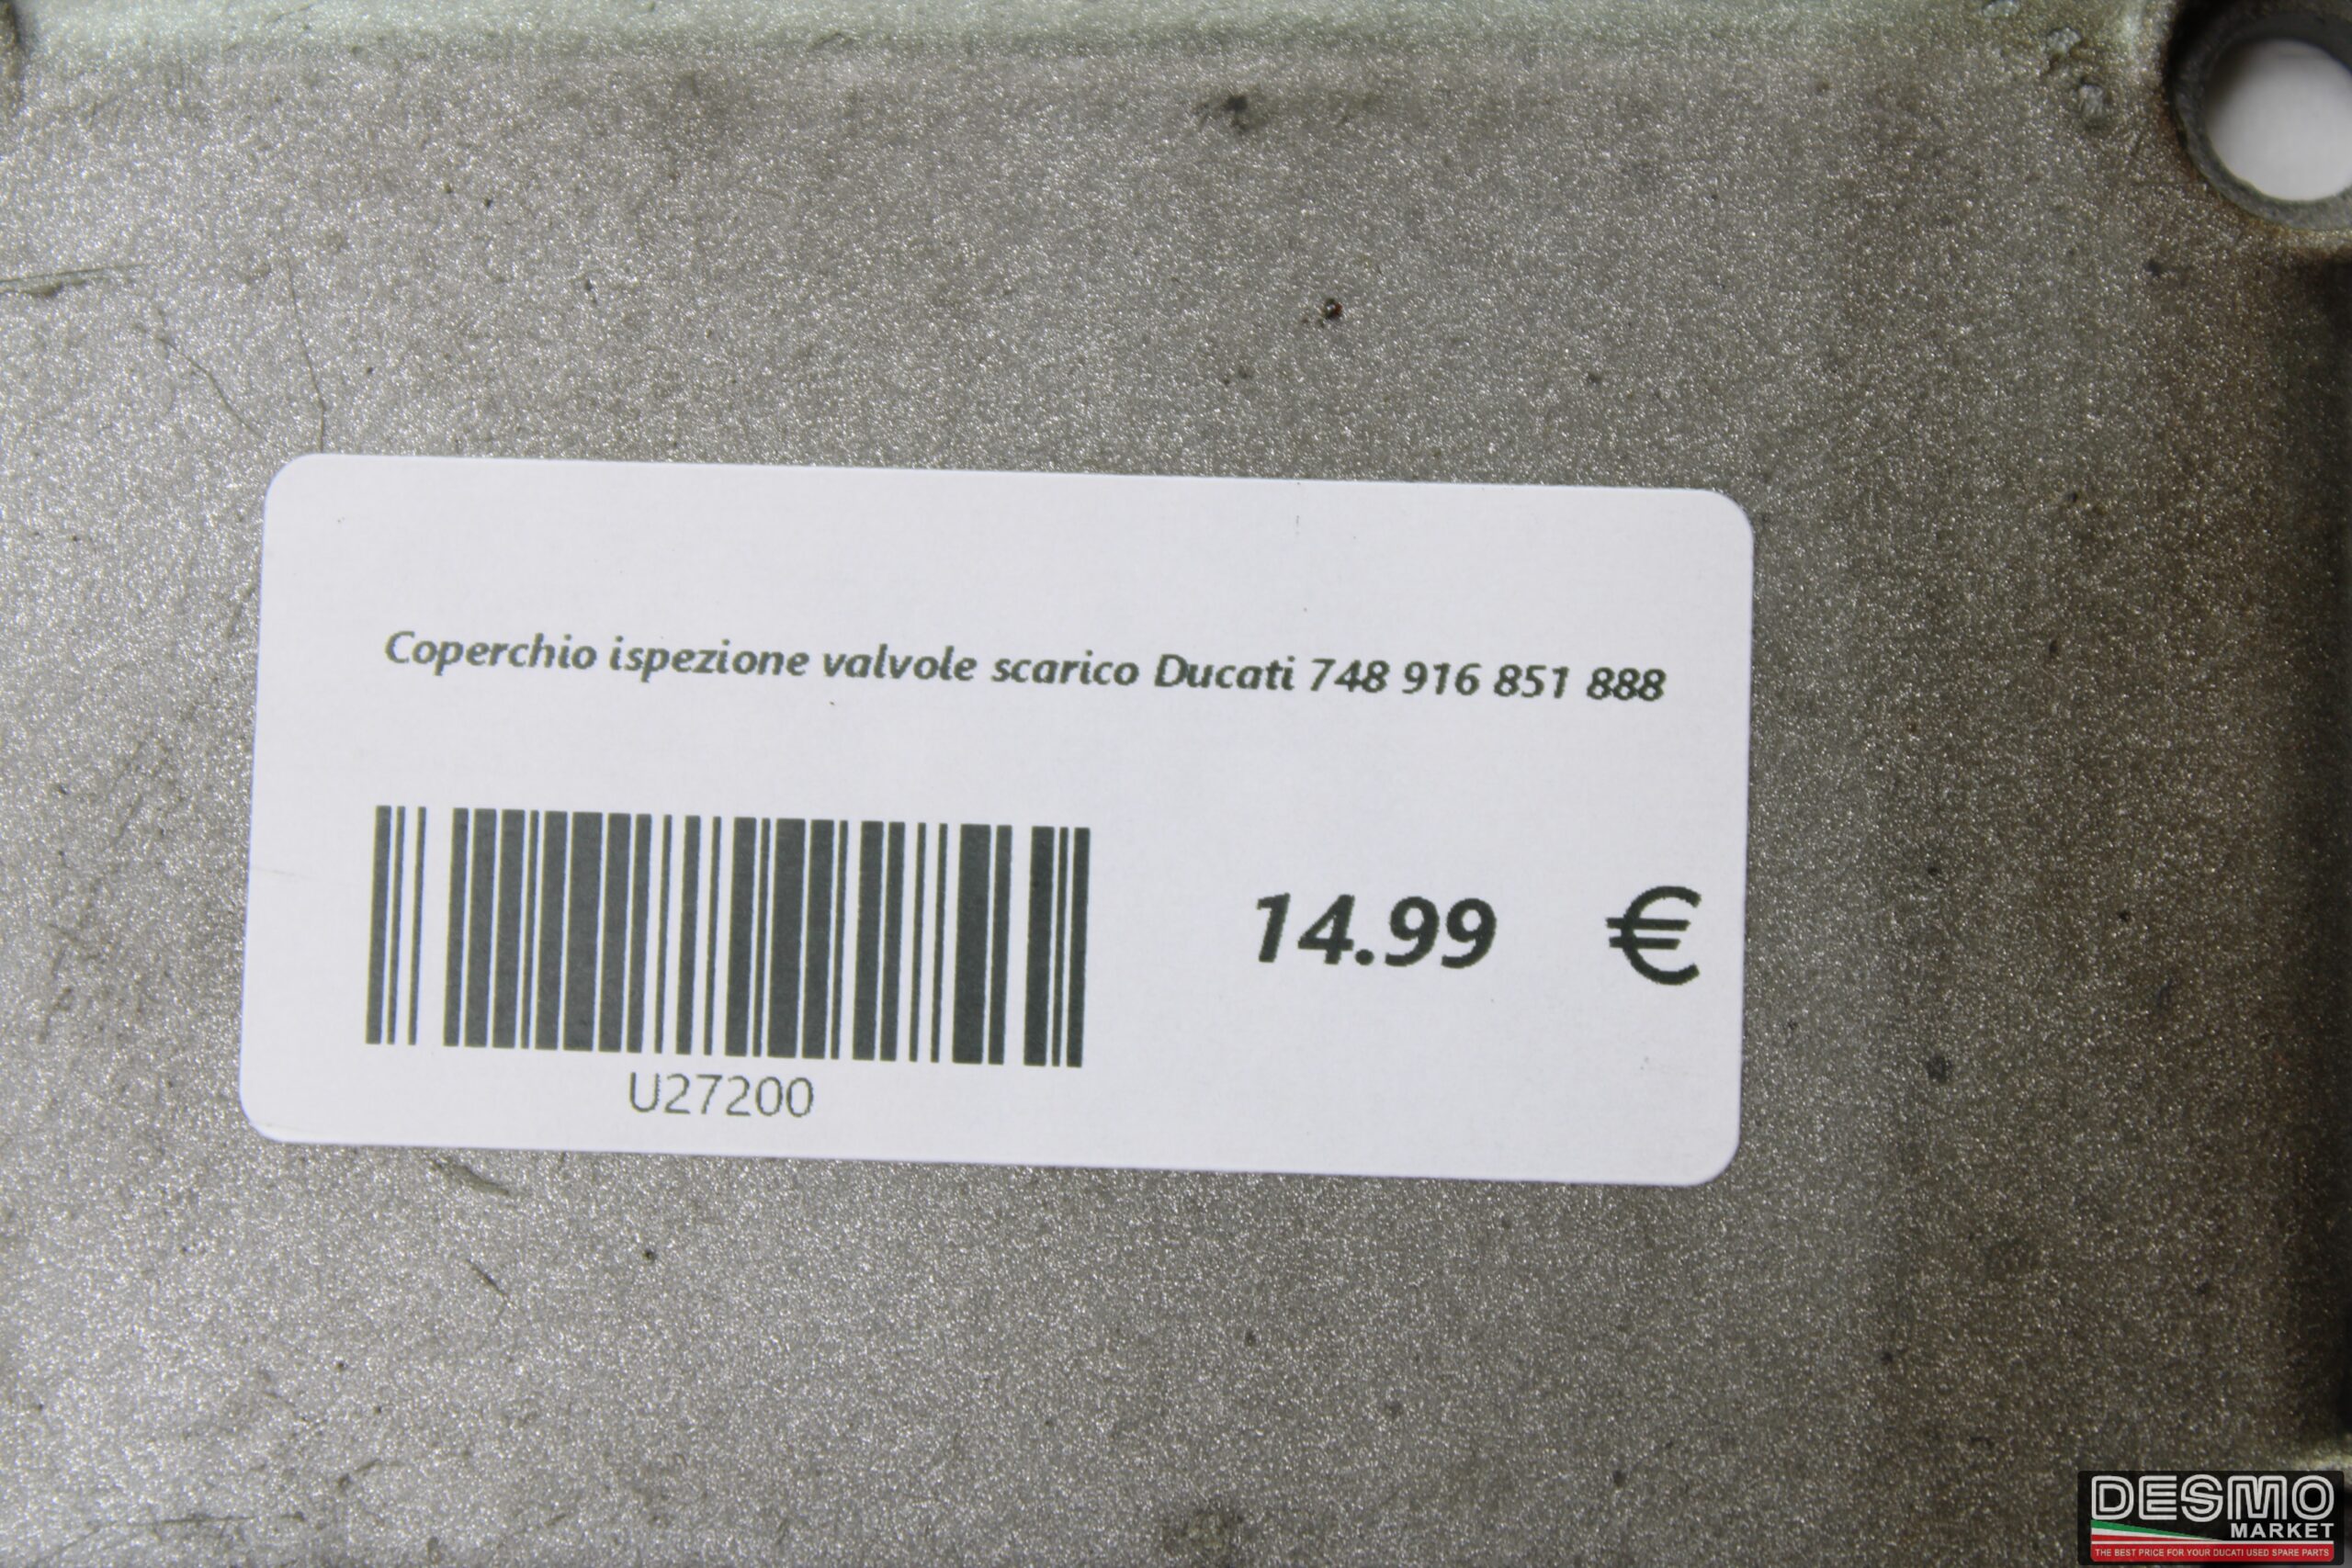 Coperchio ispezione valvole scarico Ducati 748 916 851 888
14.99 €
U27200
DESMO
MARKET
THE BEST PRICE FOR YOUR DUCATI USED SPARE PARTS